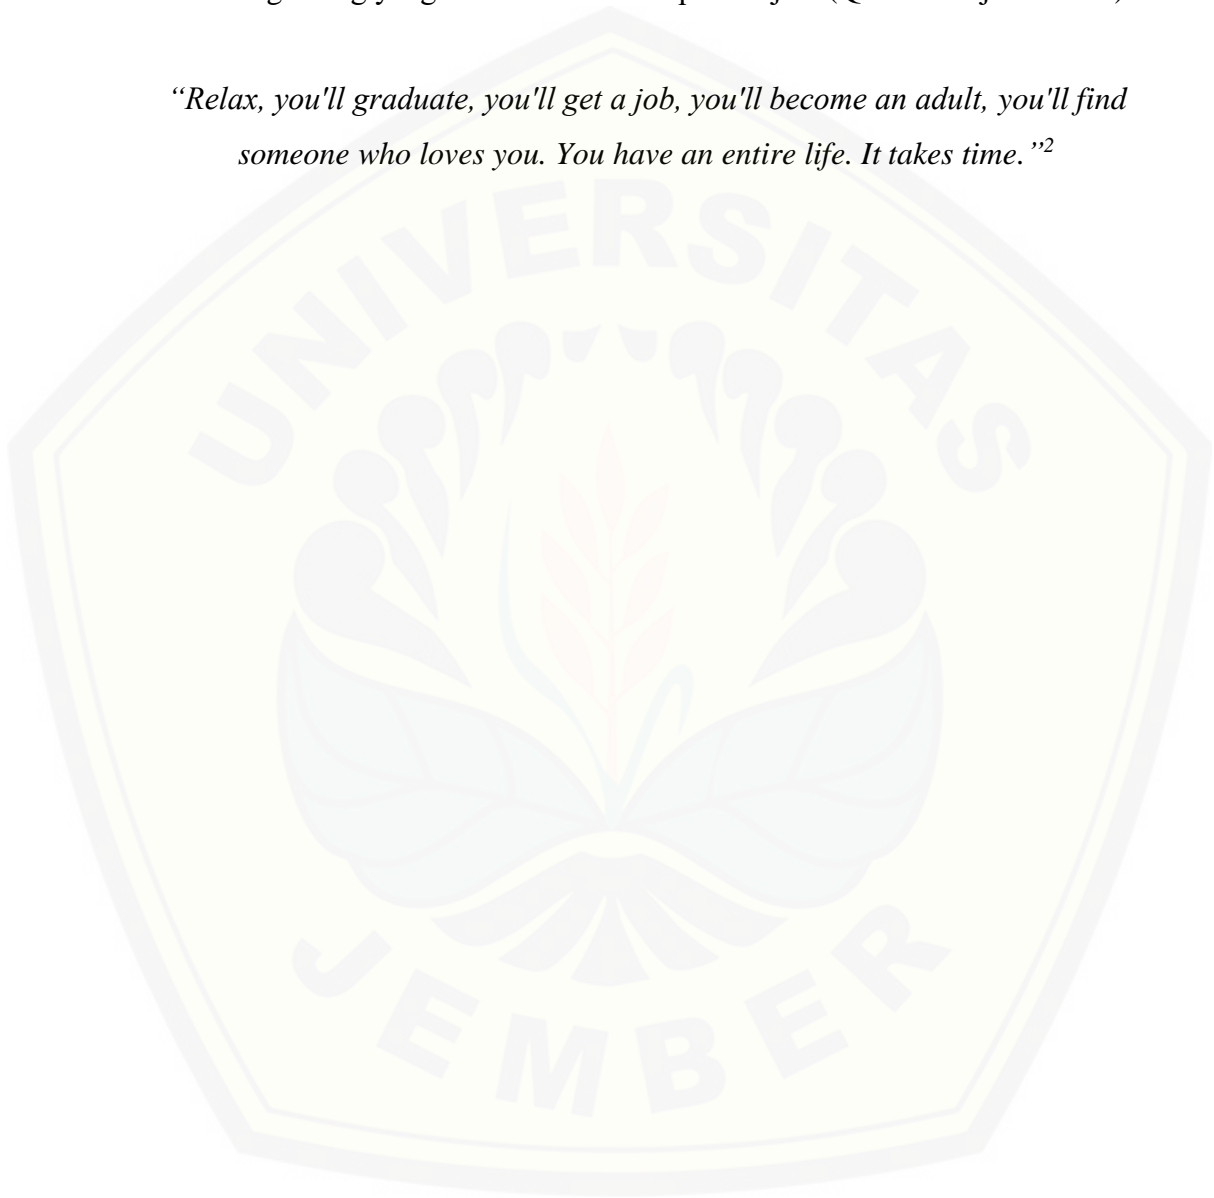 “Relax, you'll graduate, you'll get a job, you'll become an adult, you'll find
someone who loves you. You have an entire life. It takes time.”2
UNIVERSITAS
JEMBER